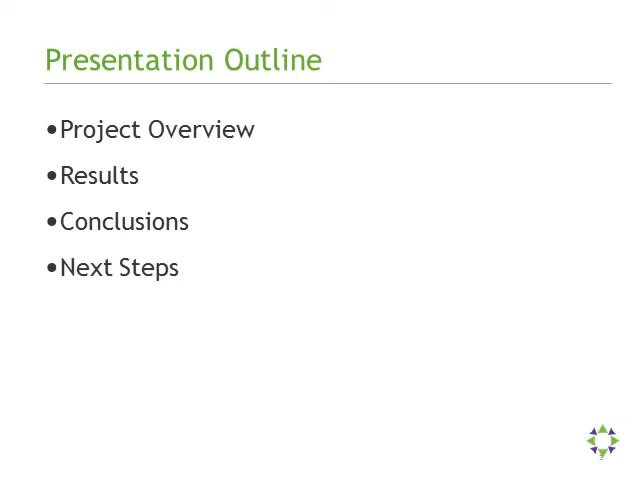 Presentation Outline
•Project Overview
•Results
•Conclusions
•Next Steps